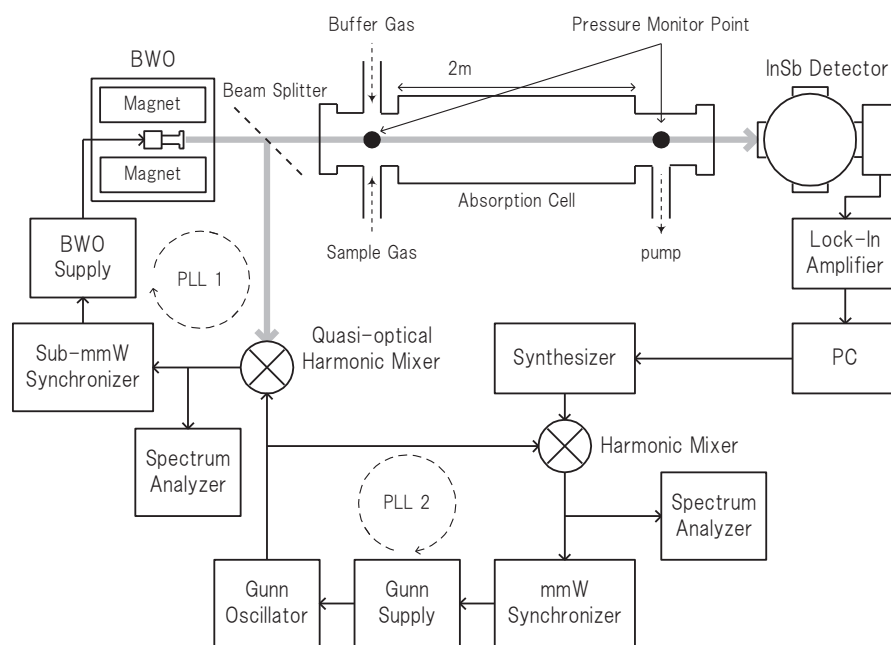 Buffer Gas
Pressure Monitor Point
BWO
2m
InSb Detector
Beam Splitter
Magnet
Magnet
Absorption Cell
BWO
Supply
PLL 1
Sample Gas
pump
Lock-In
Amplifier
Quasi-optical
Harmonic Mixer
Sub-mmW
Synchronizer
Synthesizer
PC
Harmonic Mixer
Spectrum
Analyzer
PLL 2
Spectrum
Analyzer
Gunn
Oscillator
Gunn
Supply
mmW
Synchronizer